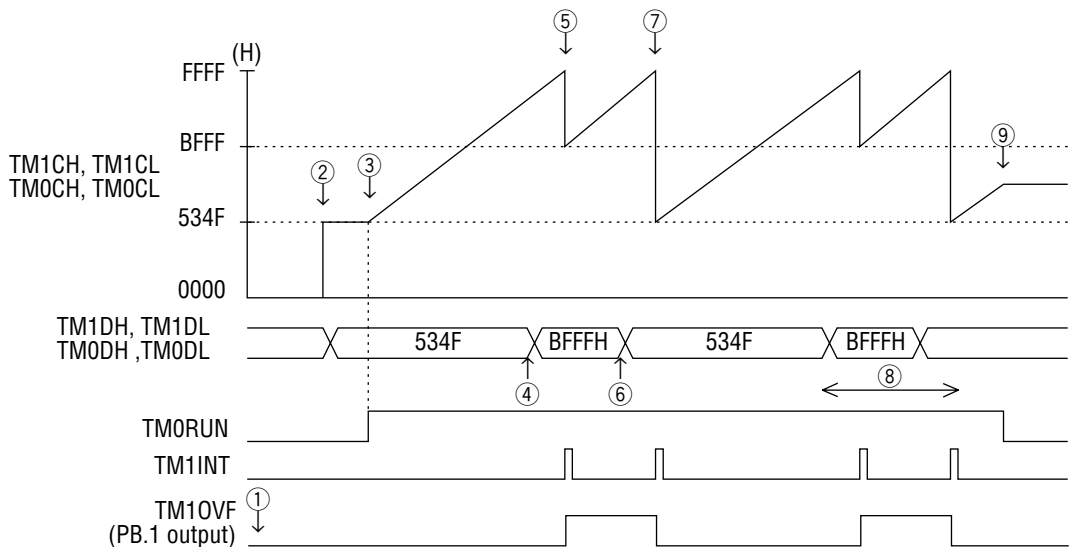 (H)
FFFF
BFFF
TM1CH, TM1CL
TM0CH, TM0CL
534F
0000
② ③ ⑤ ⑦ ⑨
TM1DH, TM1DL
TM0DH ,TM0DL
534F BFFFH 534F BFFFH
④ ⑥ ⑧
TM0RUN
TM1INT
TM1OVF
(PB.1 output)
①